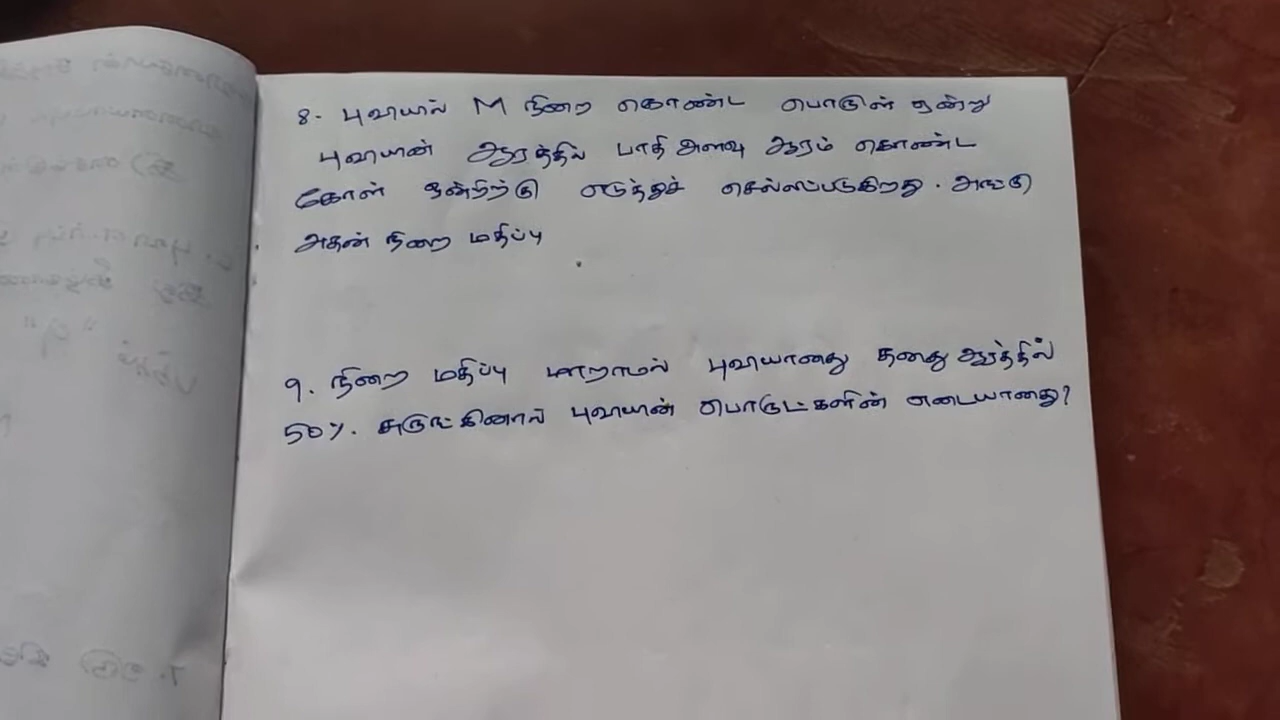 8. புவியில் M நிறை கொண்ட பொருள் ஒன்று
புவியின் ஆரத்தில் பாதி அளவு ஆரம் கொண்ட
கோள் ஒன்றிற்கு எடுத்துச் செல்லப்படுகிறது. அங்கு
அதன் நிறை மதிப்பு
9. நிறை மதிப்பு மாறாமல் புவியானது தனது ஆரத்தில்
50%. சுருங்கினால் புவியின் பொருட்களின் எடையானது?